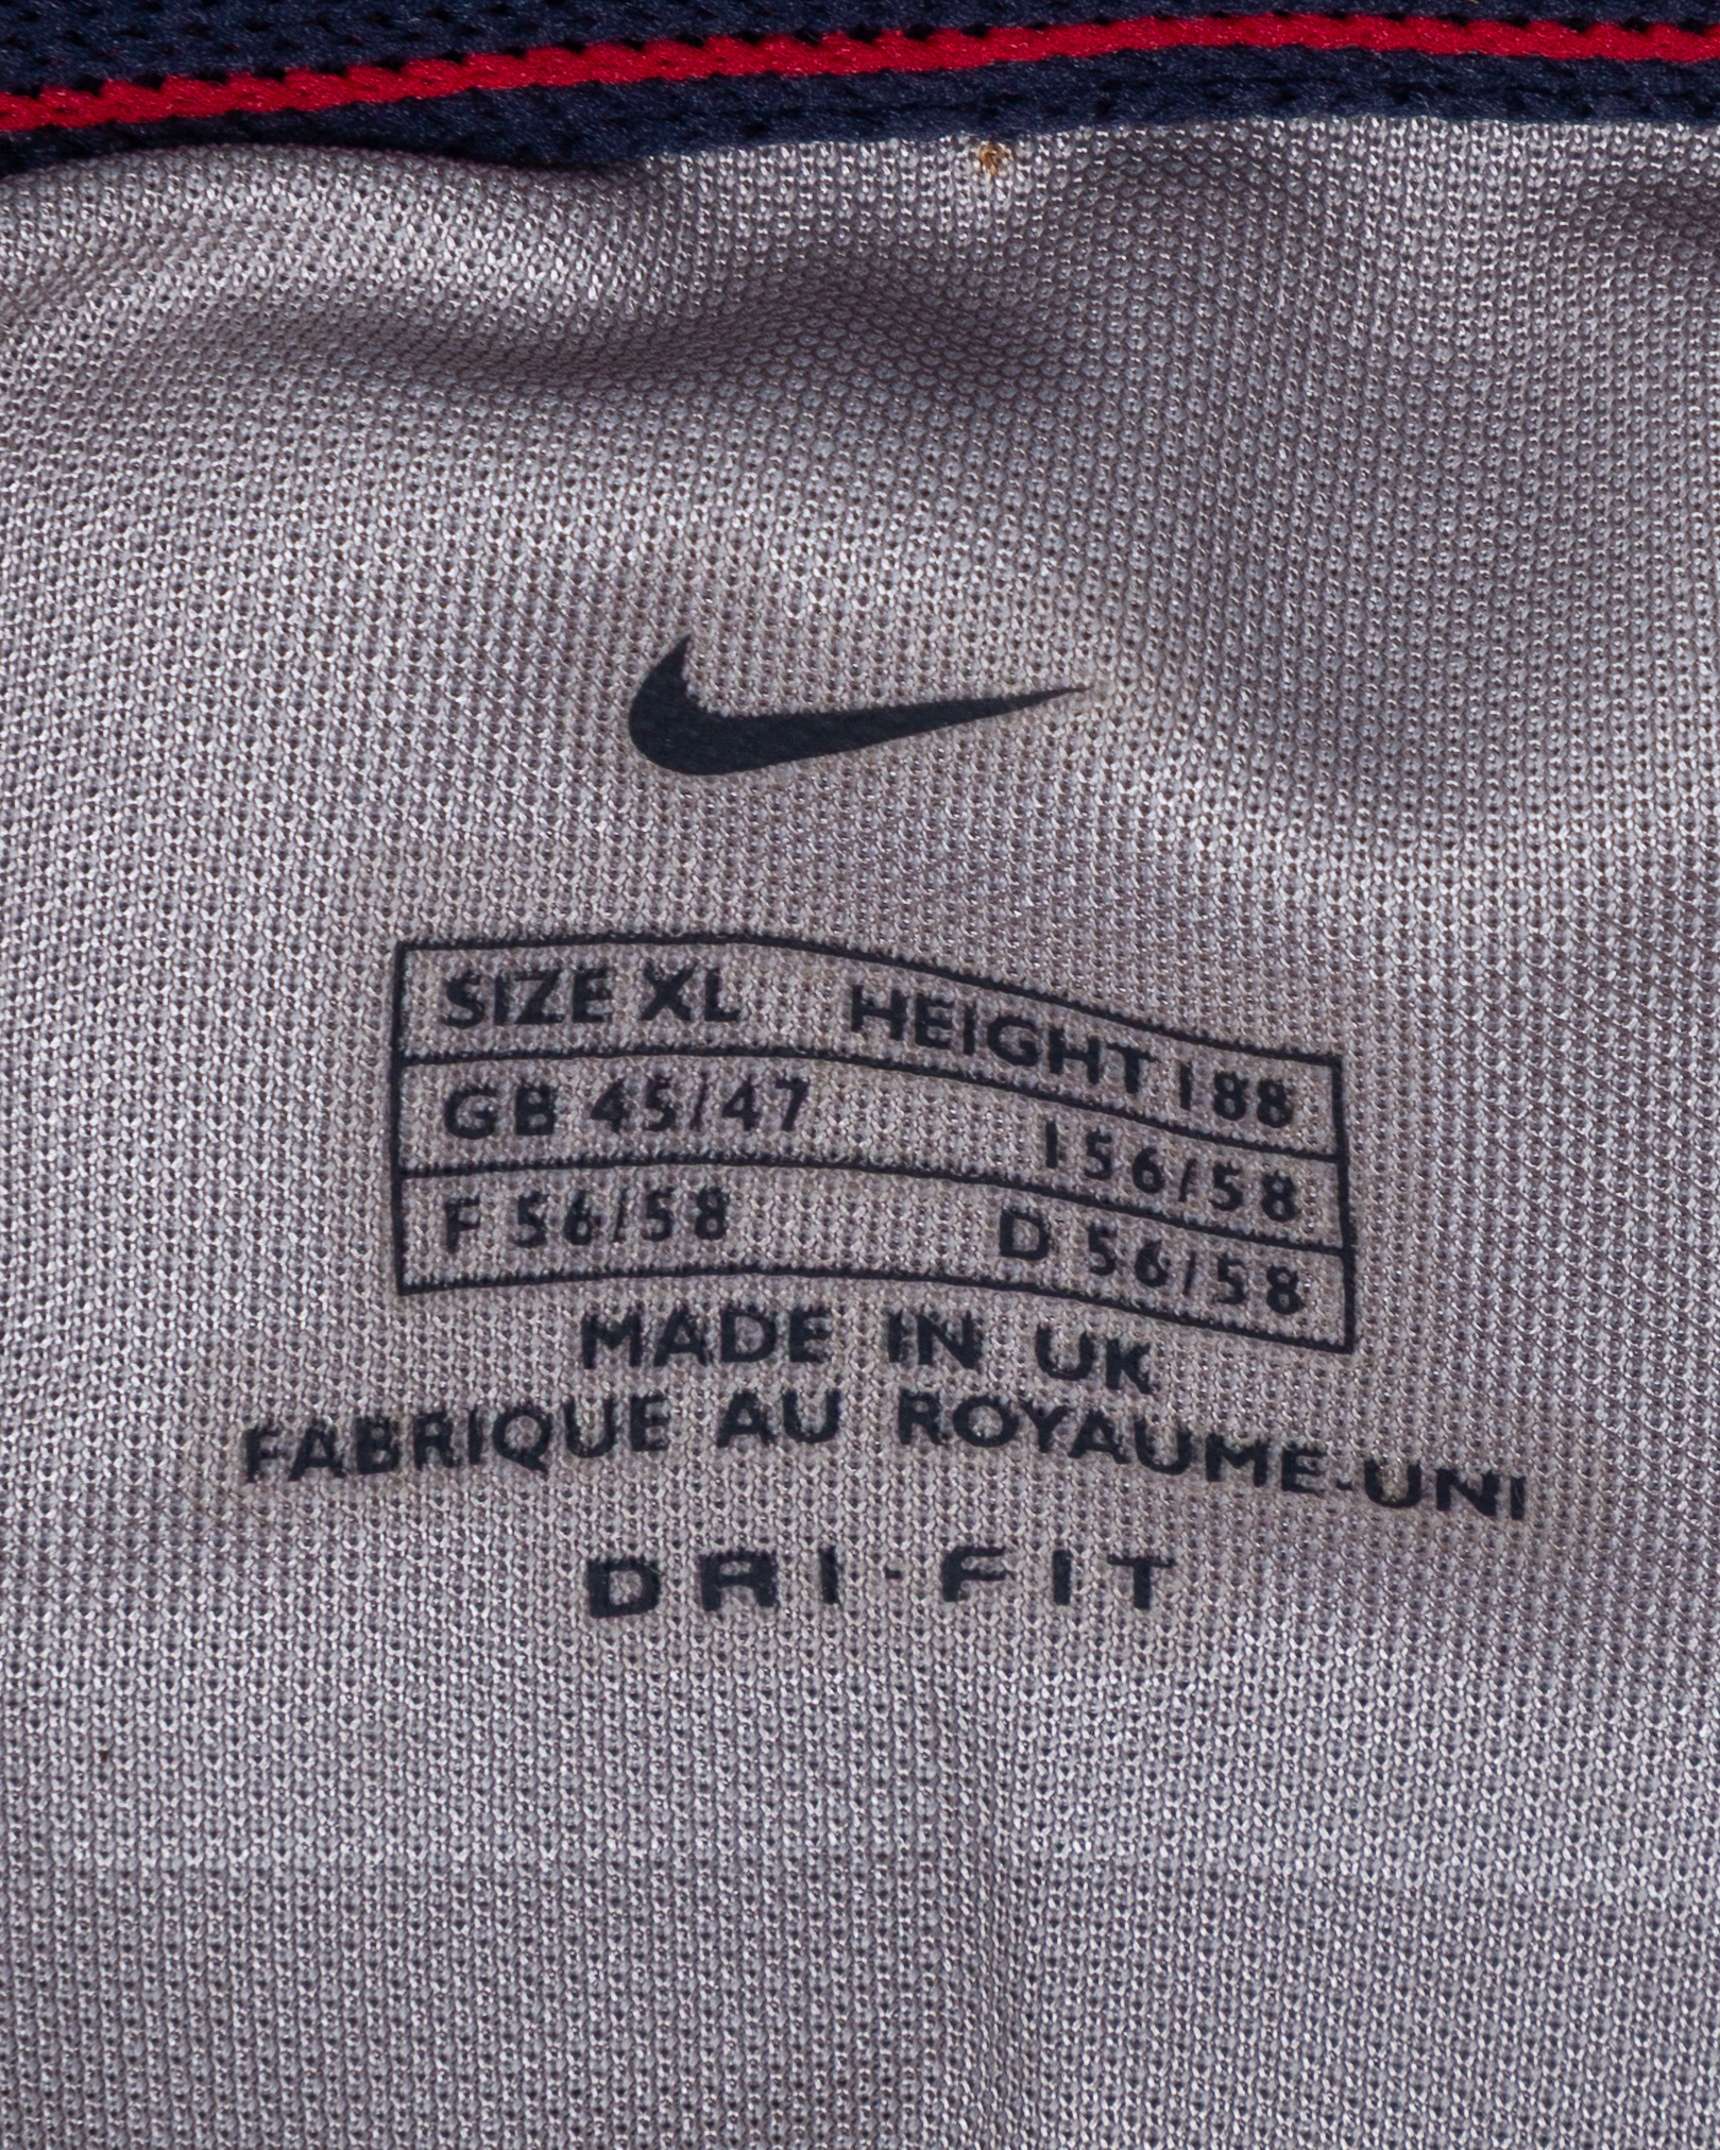 SIZE XL HEIGHT 188
GB 45/47 I 56/58
F 56/58 D 56/58
MADE IN UK
FABRIQUE AU ROYAUME-UNI
DRI-FIT